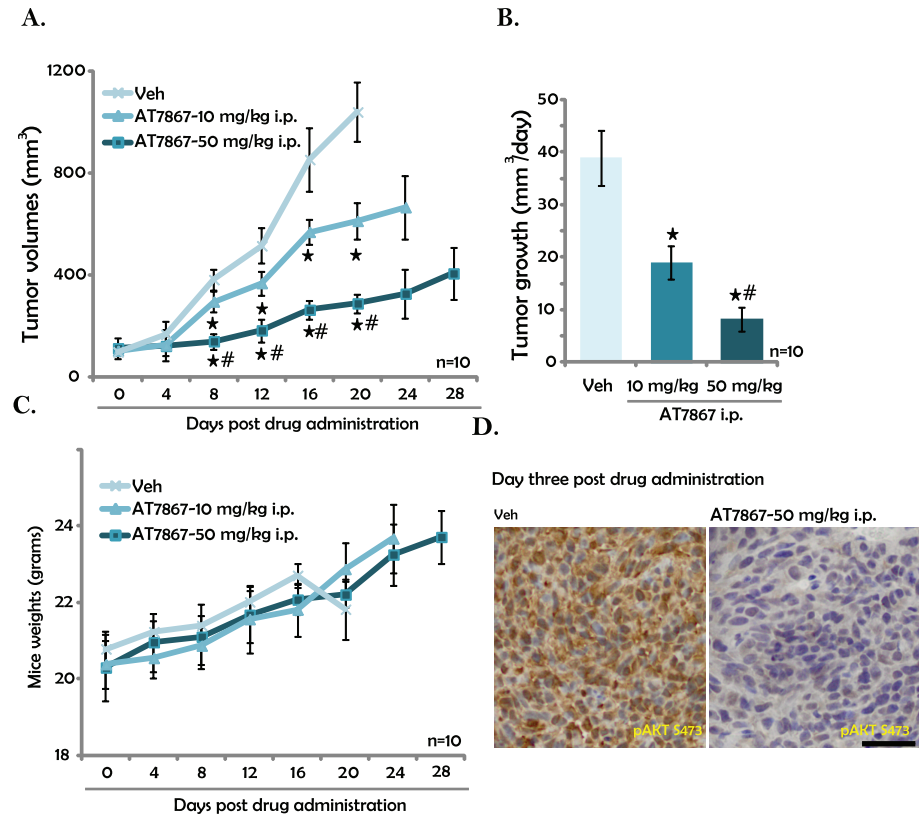 A.
Tumor volumes (mm³)
1200
800
400
0
Veh
AT7867-10 mg/kg i.p.
AT7867-50 mg/kg i.p.
★
★
★
★
★#
★#
★#
★#
n=10
0 4 8 12 16 20 24 28
Days post drug administration
B.
Tumor growth (mm³/day)
50
40
30
20
10
0
★
★#
n=10
Veh 10 mg/kg 50 mg/kg
AT7867 i.p.
C.
Mice weights (grams)
24
22
20
18
Veh
AT7867-10 mg/kg i.p.
AT7867-50 mg/kg i.p.
n=10
0 4 8 12 16 20 24 28
Days post drug administration
D.
Day three post drug administration
Veh
AT7867-50 mg/kg i.p.
pAKT S473
pAKT S473